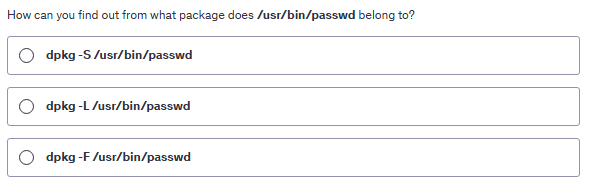 How can you find out from what package does /usr/bin/passwd belong to?
dpkg -S /usr/bin/passwd
dpkg -L /usr/bin/passwd
dpkg -F /usr/bin/passwd